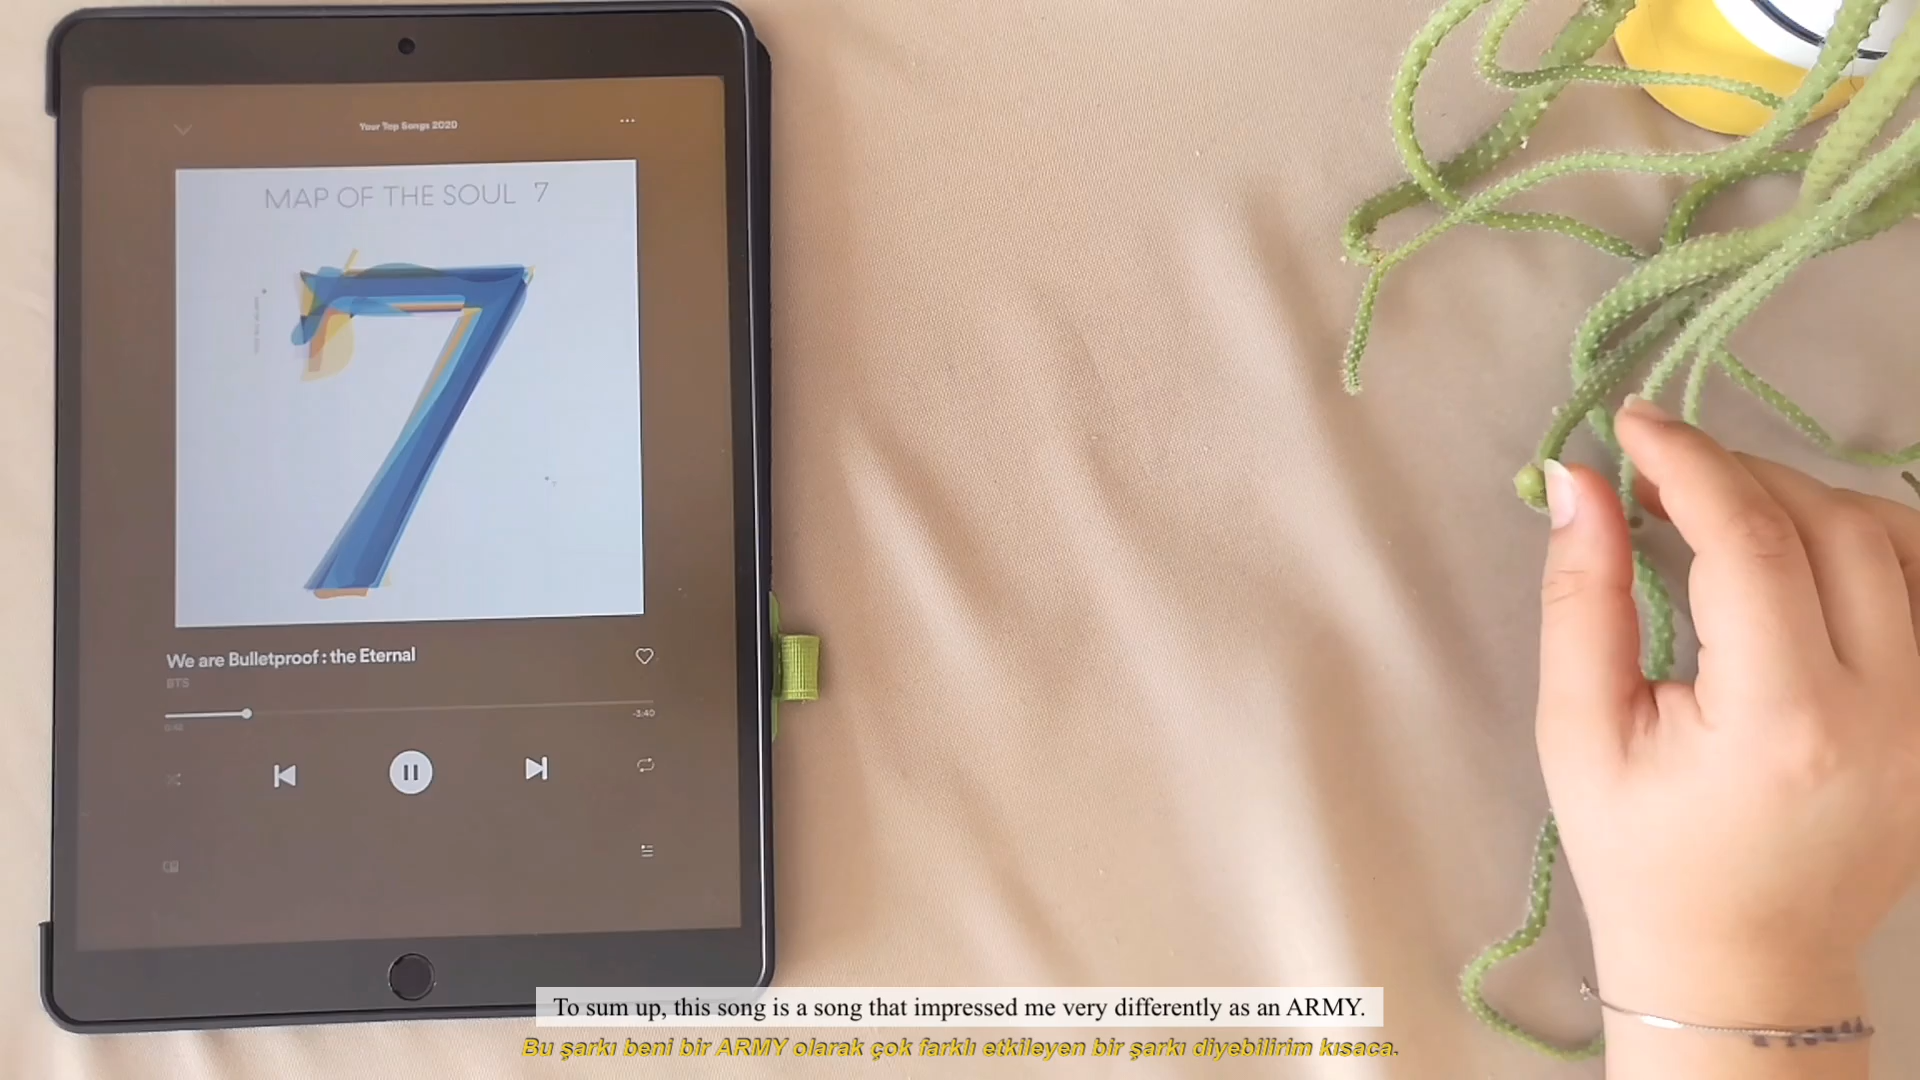 Your Top Songs 2020
MAP OF THE SOUL 7
We are Bulletproof : the Eternal
BTS
-3:40
To sum up, this song is a song that impressed me very differently as an ARMY.
Bu şarkı beni bir ARMY olarak çok farklı etkileyen bir şarkı diyebilirim kısaca.